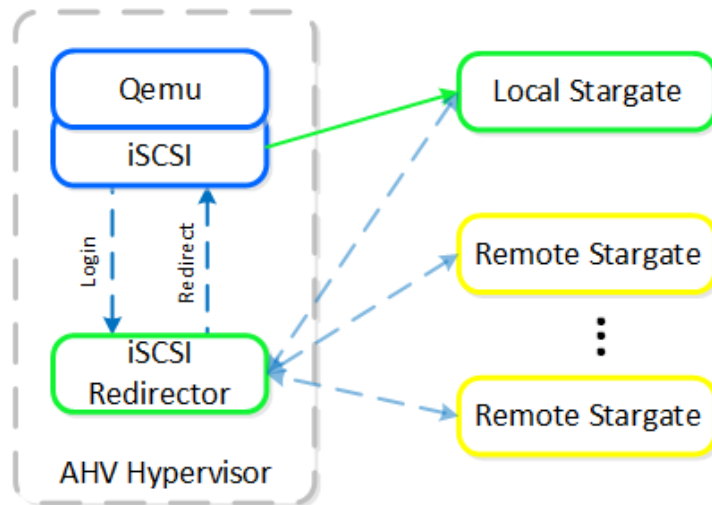 Qemu
iSCSI
Login
Redirect
iSCSI
Redirector
AHV Hypervisor
Local Stargate
Remote Stargate
Remote Stargate